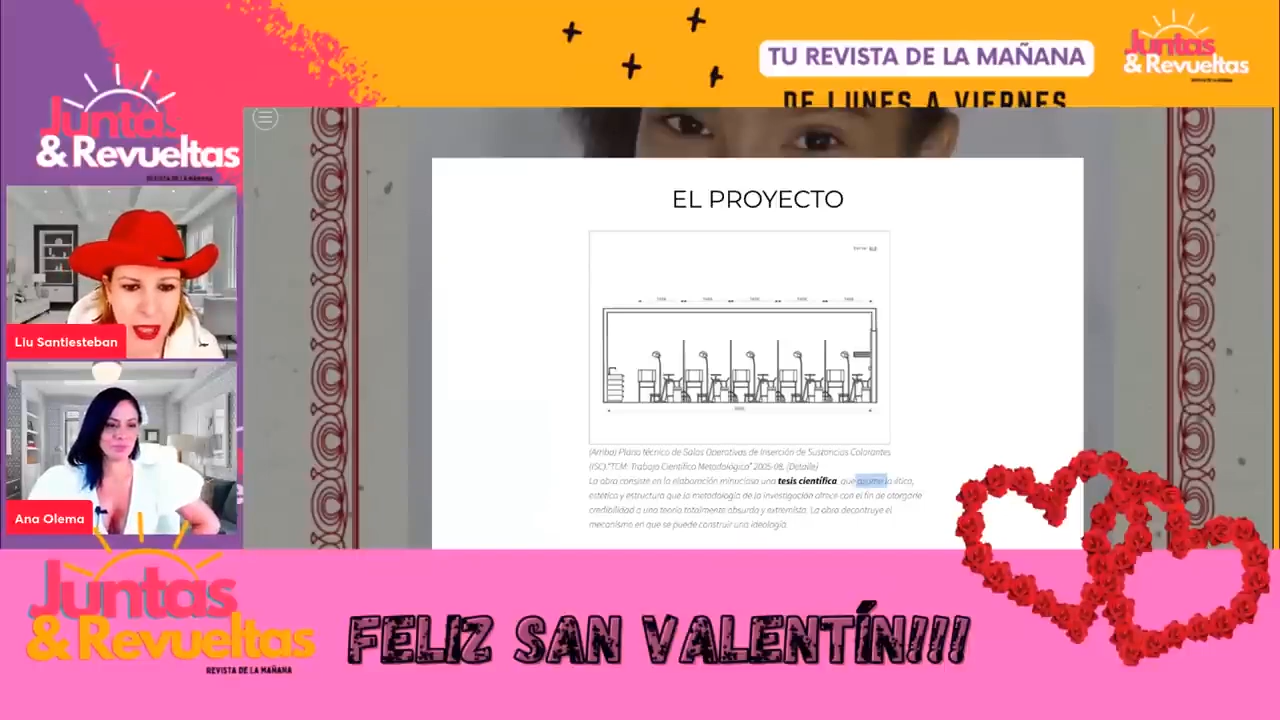 TU REVISTA DE LA MAÑANA
DE LUNES A VIERNES
Juntas
& Revueltas
REVISTA DE LA MAÑANA
Juntas
& Revueltas
REVISTA DE LA MAÑANA
Liu Santiesteban
Ana Olema
EL PROYECTO
(Arriba) Plano técnico de Salas Operativas de Inserción de Sustancias Colorantes
(ISC) "TCM: Trabajo Científico Metodológico" 2005-08. (Detalle)
La obra consiste en la elaboración minuciosa una tesis científica, que asume la ética,
estética y estructura que la metodología de la investigación ofrece con el fin de otorgarle
credibilidad a una teoría totalmente absurda y extremista. La obra deconstruye el
mecanismo en que se puede construir una ideología
Juntas
& Revueltas
REVISTA DE LA MAÑANA
FELIZ SAN VALENTÍN!!!